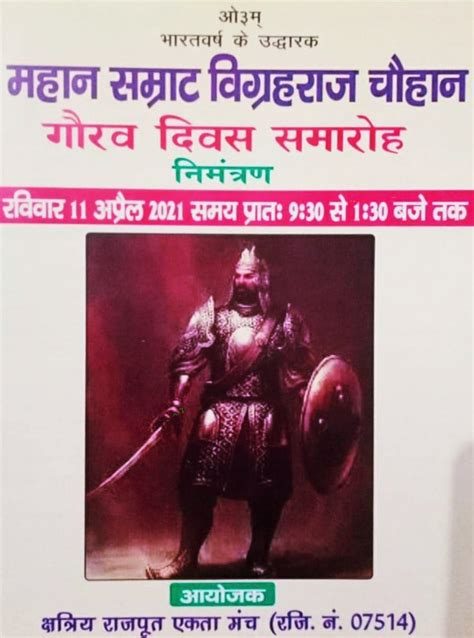 ओ३म्
भारतवर्ष के उद्धारक
महान सम्राट विग्रहराज चौहान
गौरव दिवस समारोह
निमंत्रण
रविवार 11 अप्रैल 2021 समय प्रातः 9:30 से 1:30 बजे तक
आयोजक
क्षत्रिय राजपूत एकता मंच (रजि. नं. 07514)